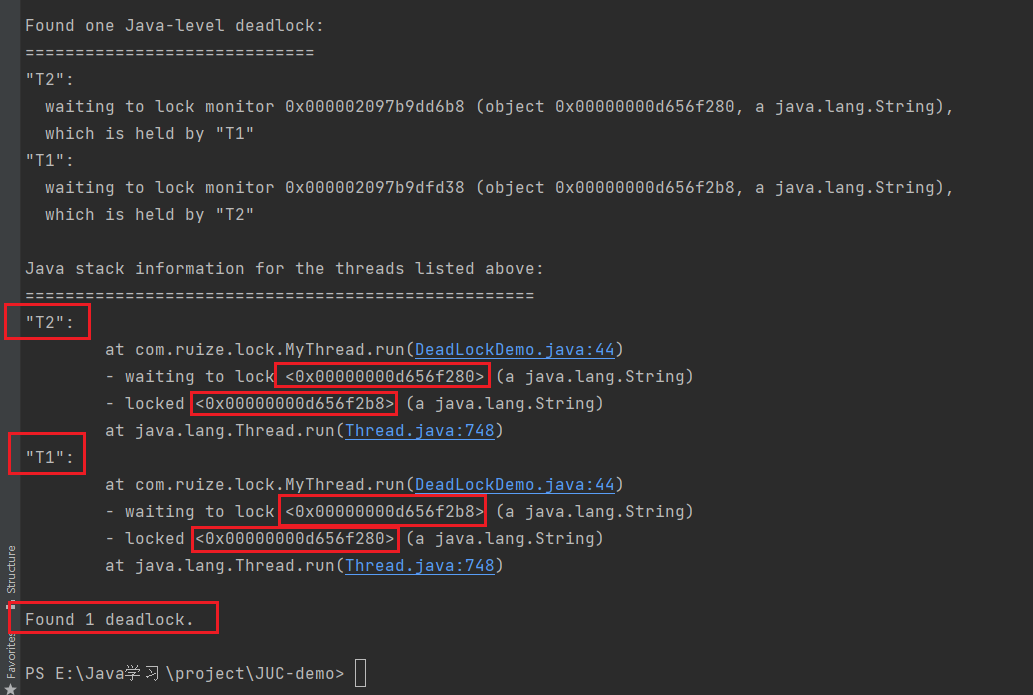 Found one Java-level deadlock:
=============================
"T2":
  waiting to lock monitor 0x000002097b9dd6b8 (object 0x00000000d656f280, a java.lang.String),
  which is held by "T1"
"T1":
  waiting to lock monitor 0x000002097b9dfd38 (object 0x00000000d656f2b8, a java.lang.String),
  which is held by "T2"
Java stack information for the threads listed above:
===================================================
"T2":
        at com.ruize.lock.MyThread.run(DeadLockDemo.java:44)
        - waiting to lock <0x00000000d656f280> (a java.lang.String)
        - locked <0x00000000d656f2b8> (a java.lang.String)
        at java.lang.Thread.run(Thread.java:748)
"T1":
        at com.ruize.lock.MyThread.run(DeadLockDemo.java:44)
        - waiting to lock <0x00000000d656f2b8> (a java.lang.String)
        - locked <0x00000000d656f280> (a java.lang.String)
        at java.lang.Thread.run(Thread.java:748)
Found 1 deadlock.
PS E:\Java学习\project\JUC-demo>
Structure
Favorites